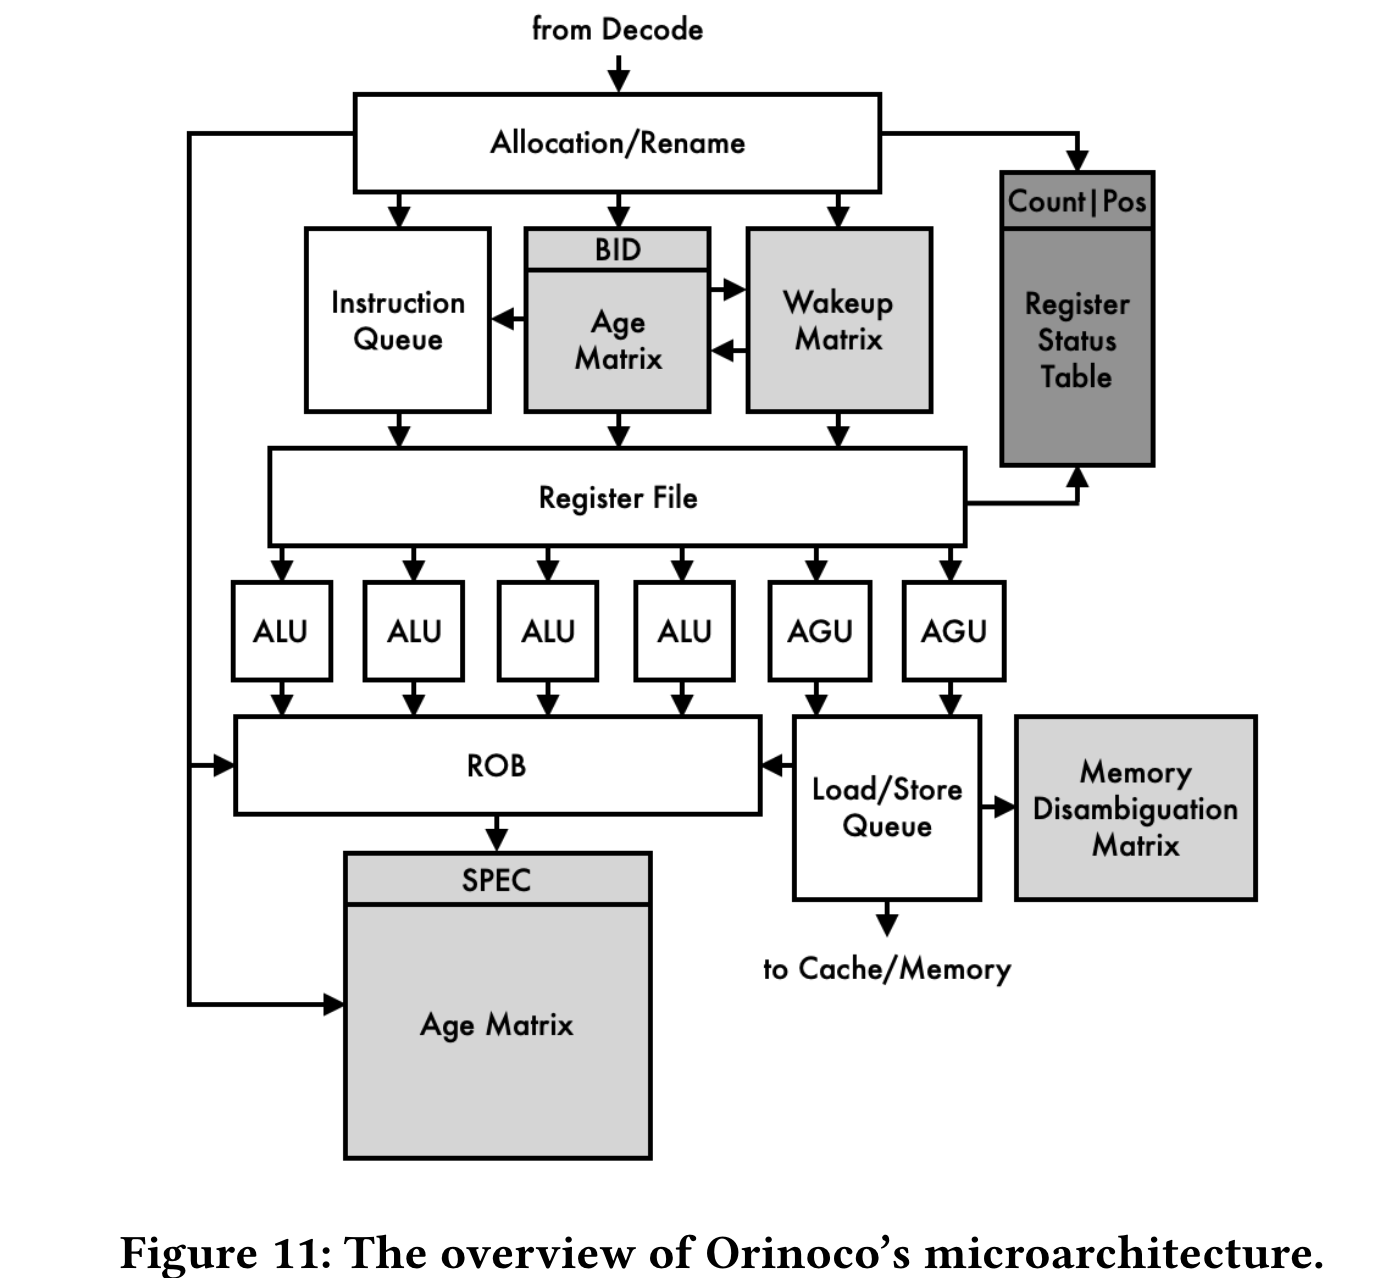 from Decode
Allocation/Rename
Count|Pos
Register
Status
Table
Instruction
Queue
BID
Age
Matrix
Wakeup
Matrix
Register File
ALU
ALU
ALU
ALU
AGU
AGU
ROB
Load/Store
Queue
Memory
Disambiguation
Matrix
SPEC
Age Matrix
to Cache/Memory
Figure 11: The overview of Orinoco’s microarchitecture.